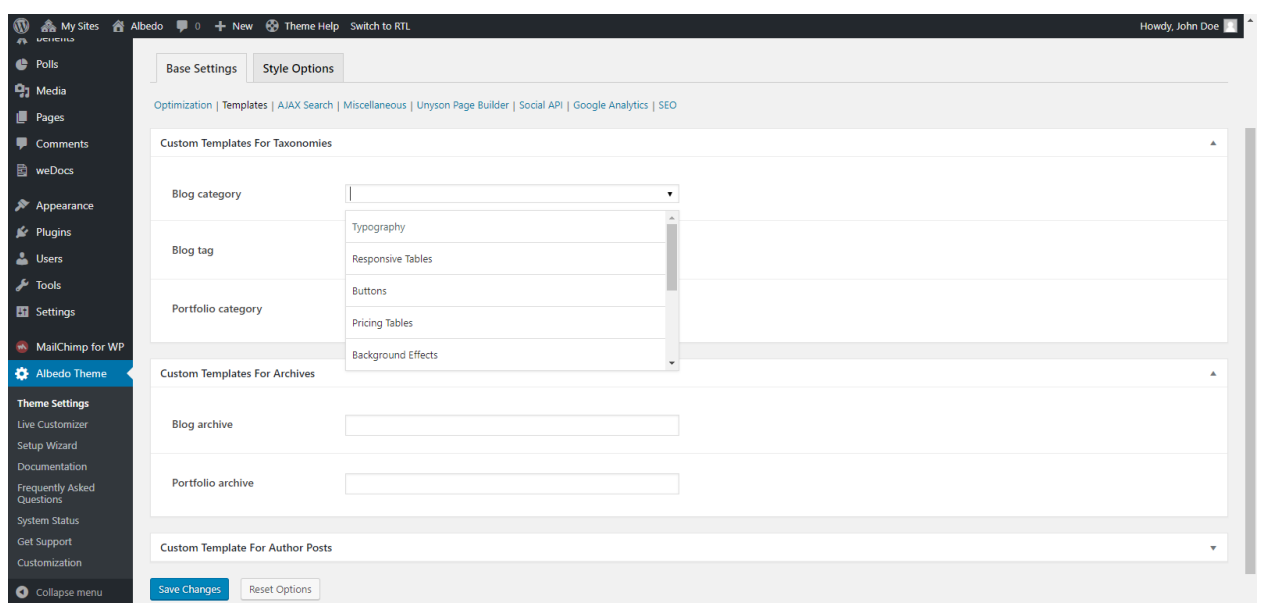 My Sites Albedo 0 New Theme Help Switch to RTL Howdy, John Doe
Benefits
Polls
Media
Pages
Comments
weDocs
Appearance
Plugins
Users
Tools
Settings
MailChimp for WP
Albedo Theme
Theme Settings
Live Customizer
Setup Wizard
Documentation
Frequently Asked
Questions
System Status
Get Support
Customization
Collapse menu
Base Settings Style Options
Optimization | Templates | AJAX Search | Miscellaneous | Unyson Page Builder | Social API | Google Analytics | SEO
Custom Templates For Taxonomies
Blog category
Typography
Responsive Tables
Buttons
Pricing Tables
Background Effects
Blog tag
Portfolio category
Custom Templates For Archives
Blog archive
Portfolio archive
Custom Template For Author Posts
Save Changes Reset Options